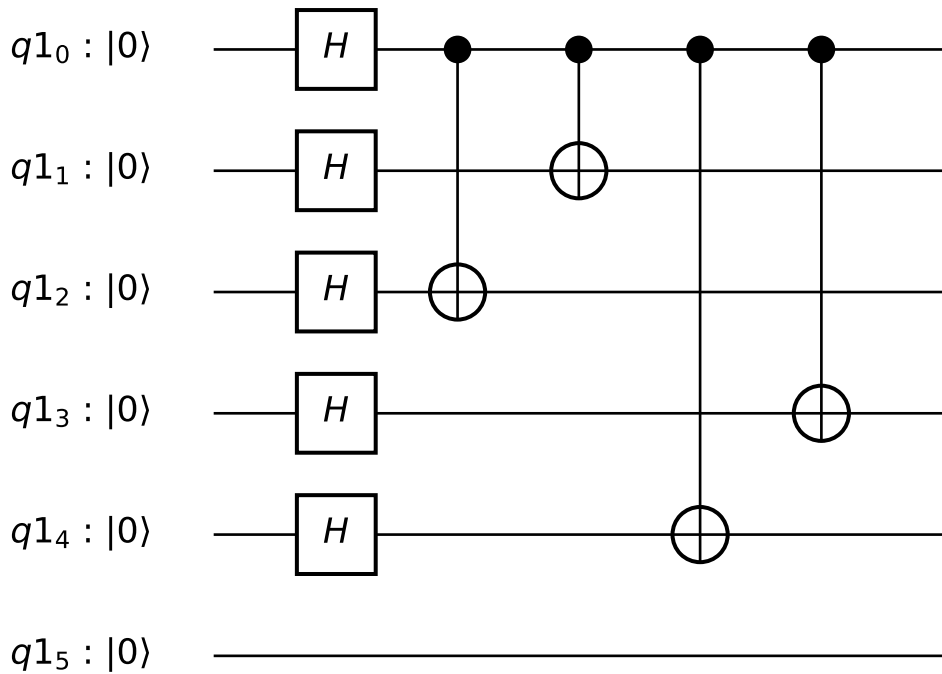 q1₀ : |0⟩ H
q1₁ : |0⟩ H
q1₂ : |0⟩ H
q1₃ : |0⟩ H
q1₄ : |0⟩ H
q1₅ : |0⟩